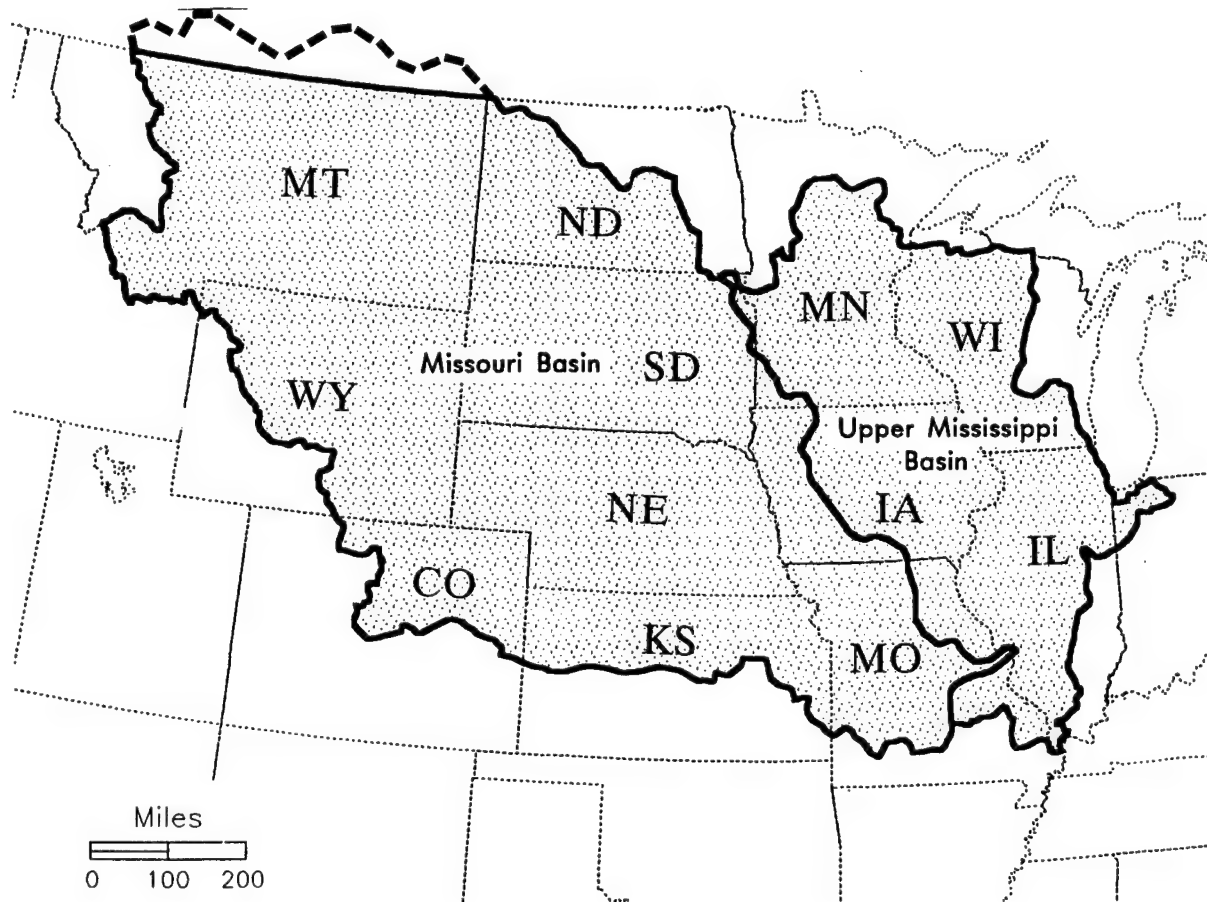 MT
ND
MN
WI
Missouri Basin
SD
WY
Upper Mississippi
Basin
NE
IA
IL
CO
KS
MO
Miles
0 100 200